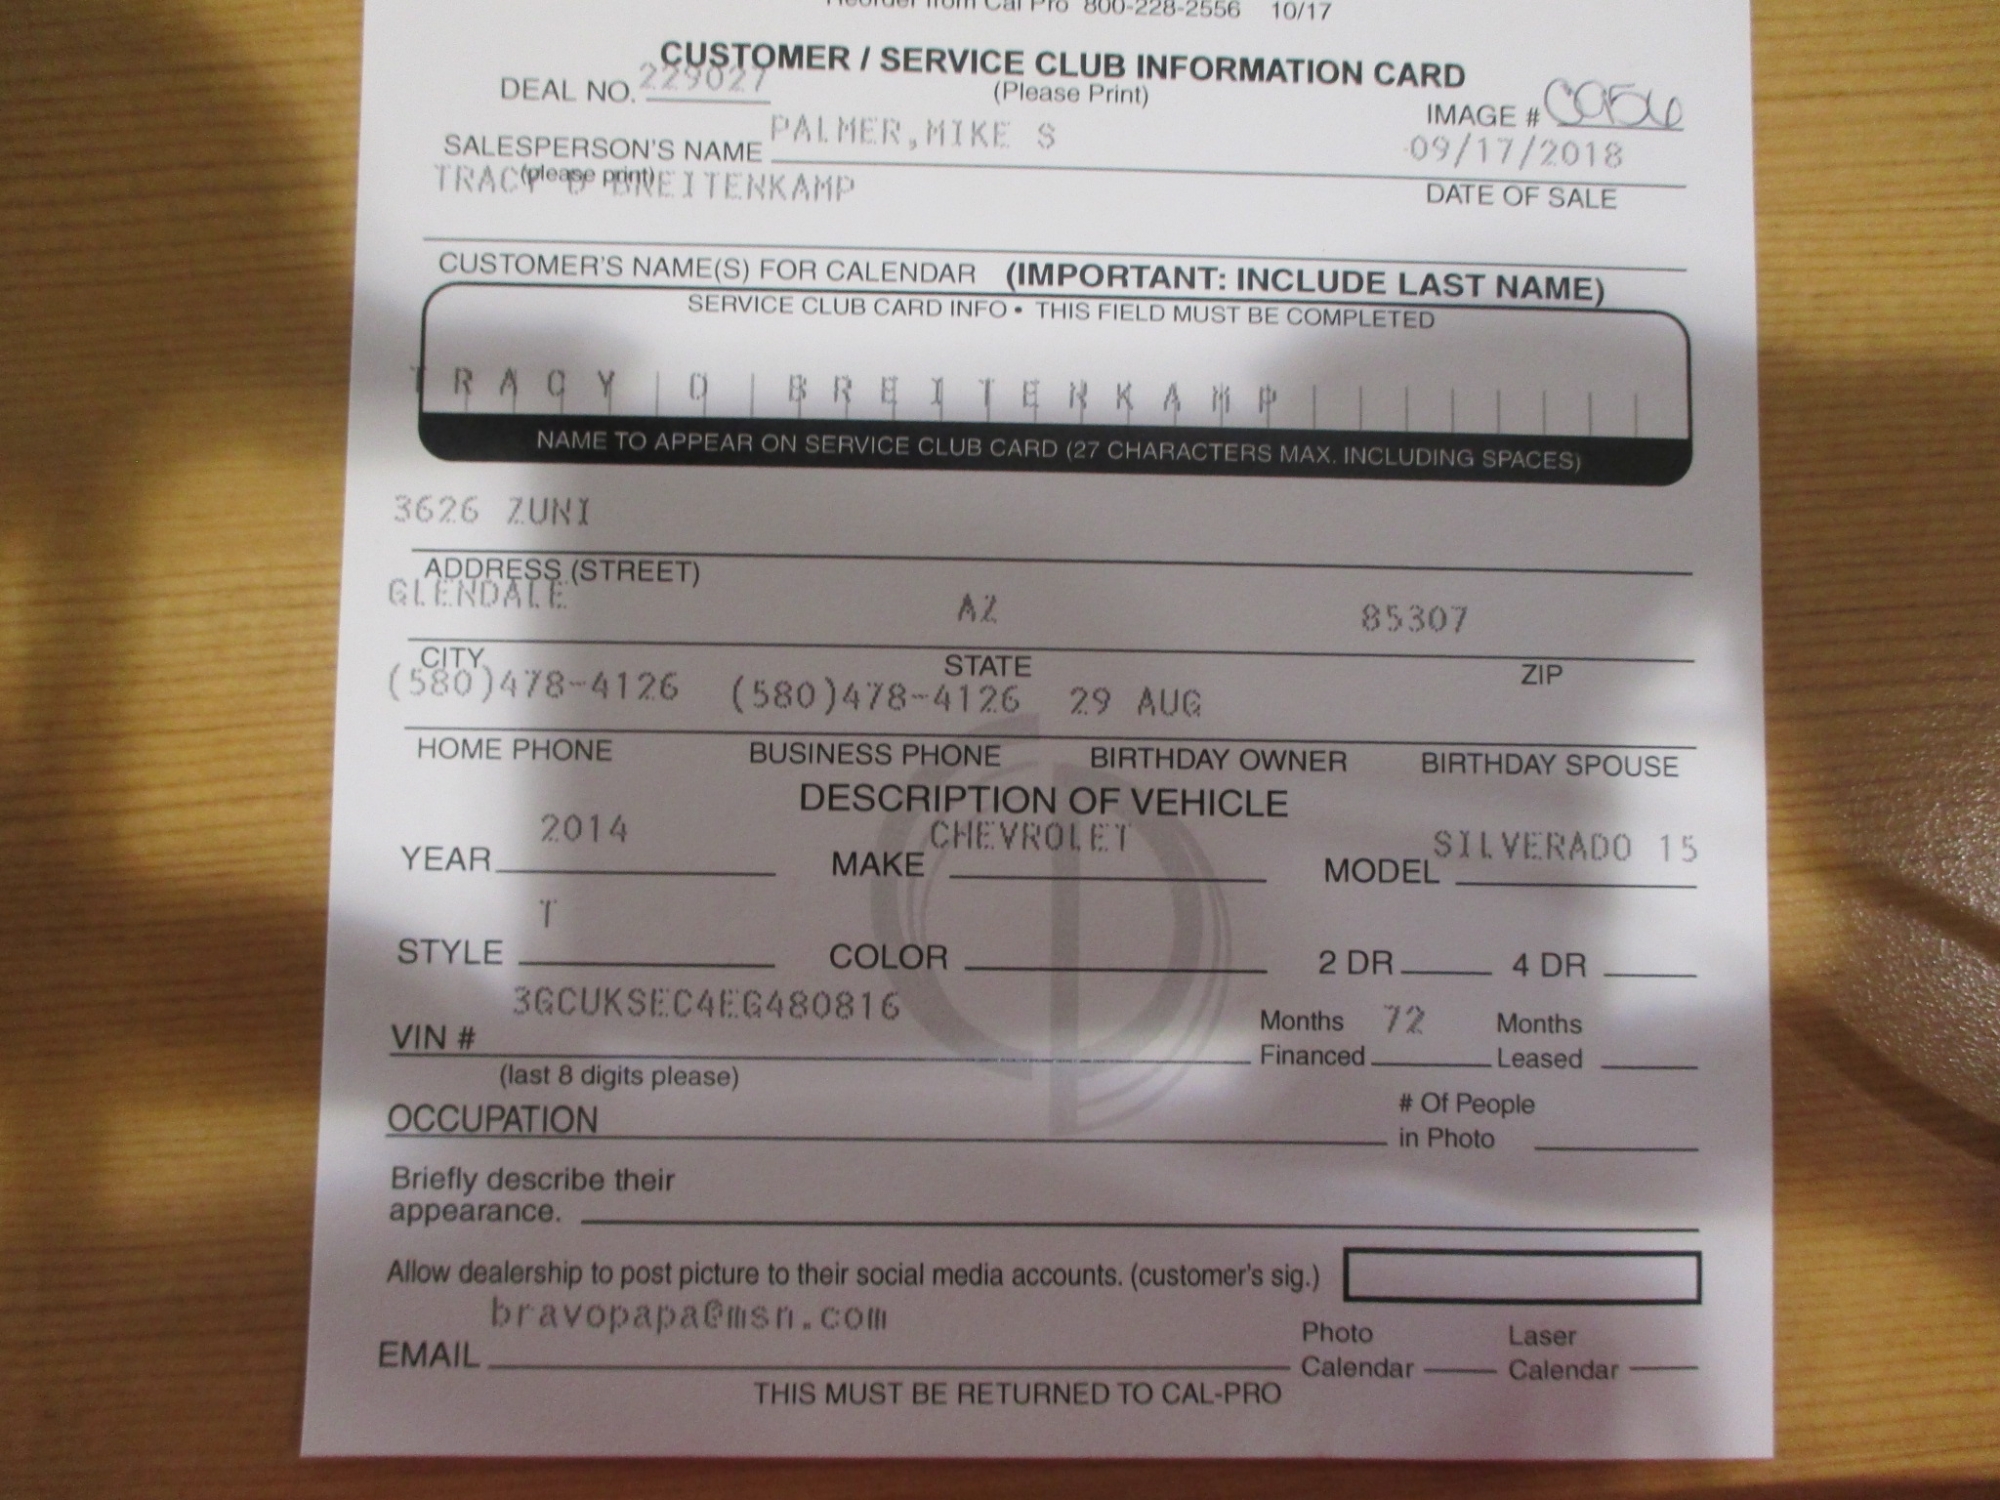 Reorder from Cal Pro 800-228-2556 10/17
CUSTOMER / SERVICE CLUB INFORMATION CARD
DEAL NO. 229027 (Please Print)
IMAGE #
SALESPERSON'S NAME PALMER,MIKE S 09/17/2018
(please print) DATE OF SALE
TRACY D BREITENKAMP
CUSTOMER'S NAME(S) FOR CALENDAR (IMPORTANT: INCLUDE LAST NAME)
SERVICE CLUB CARD INFO • THIS FIELD MUST BE COMPLETED
TRACY D BREITENKAMP
NAME TO APPEAR ON SERVICE CLUB CARD (27 CHARACTERS MAX. INCLUDING SPACES)
3626 ZUNI
ADDRESS (STREET)
GLENDALE AZ 85307
CITY STATE ZIP
(580)478-4126 (580)478-4126 29 AUG
HOME PHONE BUSINESS PHONE BIRTHDAY OWNER BIRTHDAY SPOUSE
DESCRIPTION OF VEHICLE
YEAR 2014 MAKE CHEVROLET MODEL SILVERADO 15
STYLE T COLOR 2 DR 4 DR
VIN # 3GCUKSEC4EG480816
(last 8 digits please)
Months Financed 72 Months Leased
OCCUPATION
# Of People in Photo
Briefly describe their
appearance.
Allow dealership to post picture to their social media accounts. (customer's sig.)
EMAIL bravopapa@msn.com
Photo Calendar Laser Calendar
THIS MUST BE RETURNED TO CAL-PRO